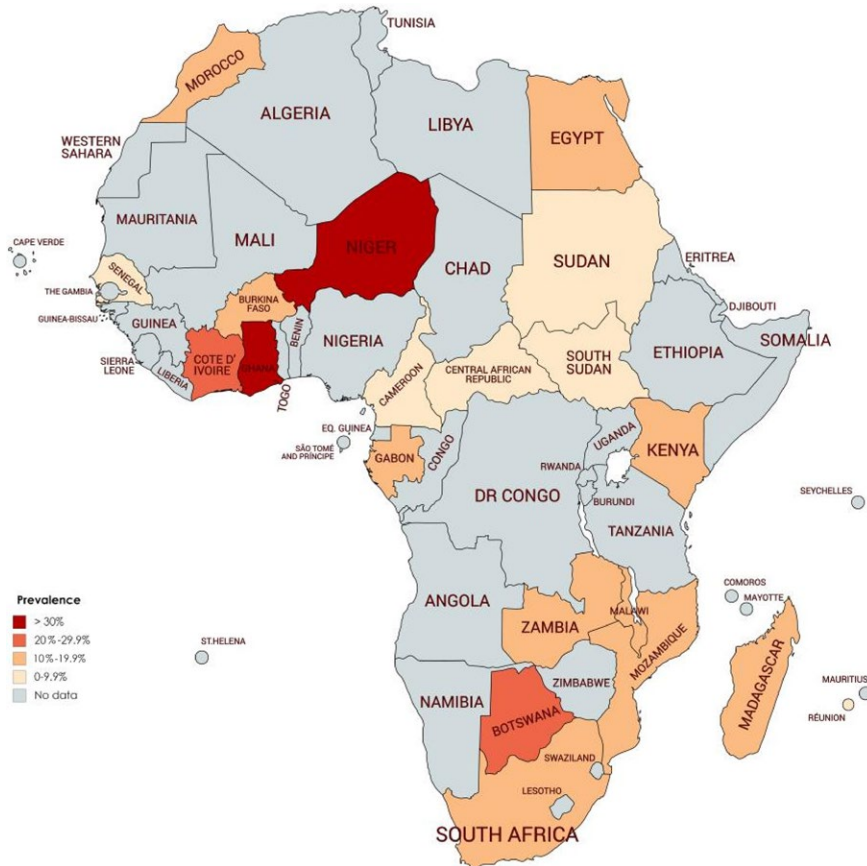 TUNISIA
MOROCCO
ALGERIA
LIBYA
EGYPT
WESTERN
SAHARA
MAURITANIA
MALI
NIGER
CHAD
SUDAN
ERITREA
CAPE VERDE
SENEGAL
THE GAMBIA
BURKINA
FASO
DJIBOUTI
GUINEA-BISSAU
GUINEA
BENIN
NIGERIA
SOMALIA
SIERRA
LEONE
COTE D'
IVOIRE
GHANA
ETHIOPIA
SOUTH
SUDAN
CENTRAL AFRICAN
REPUBLIC
LIBERIA
TOGO
CAMEROON
EQ. GUINEA
SÃO TOMÉ
AND PRÍNCIPE
GABON
CONGO
UGANDA
KENYA
RWANDA
DR CONGO
BURUNDI
SEYCHELLES
TANZANIA
COMOROS
MAYOTTE
ANGOLA
MALAWI
ZAMBIA
MOZAMBIQUE
ST.HELENA
MADAGASCAR
ZIMBABWE
MAURITIUS
NAMIBIA
BOTSWANA
RÉUNION
SWAZILAND
LESOTHO
SOUTH AFRICA
Prevalence
> 30%
20%-29.9%
10%-19.9%
0-9.9%
No data